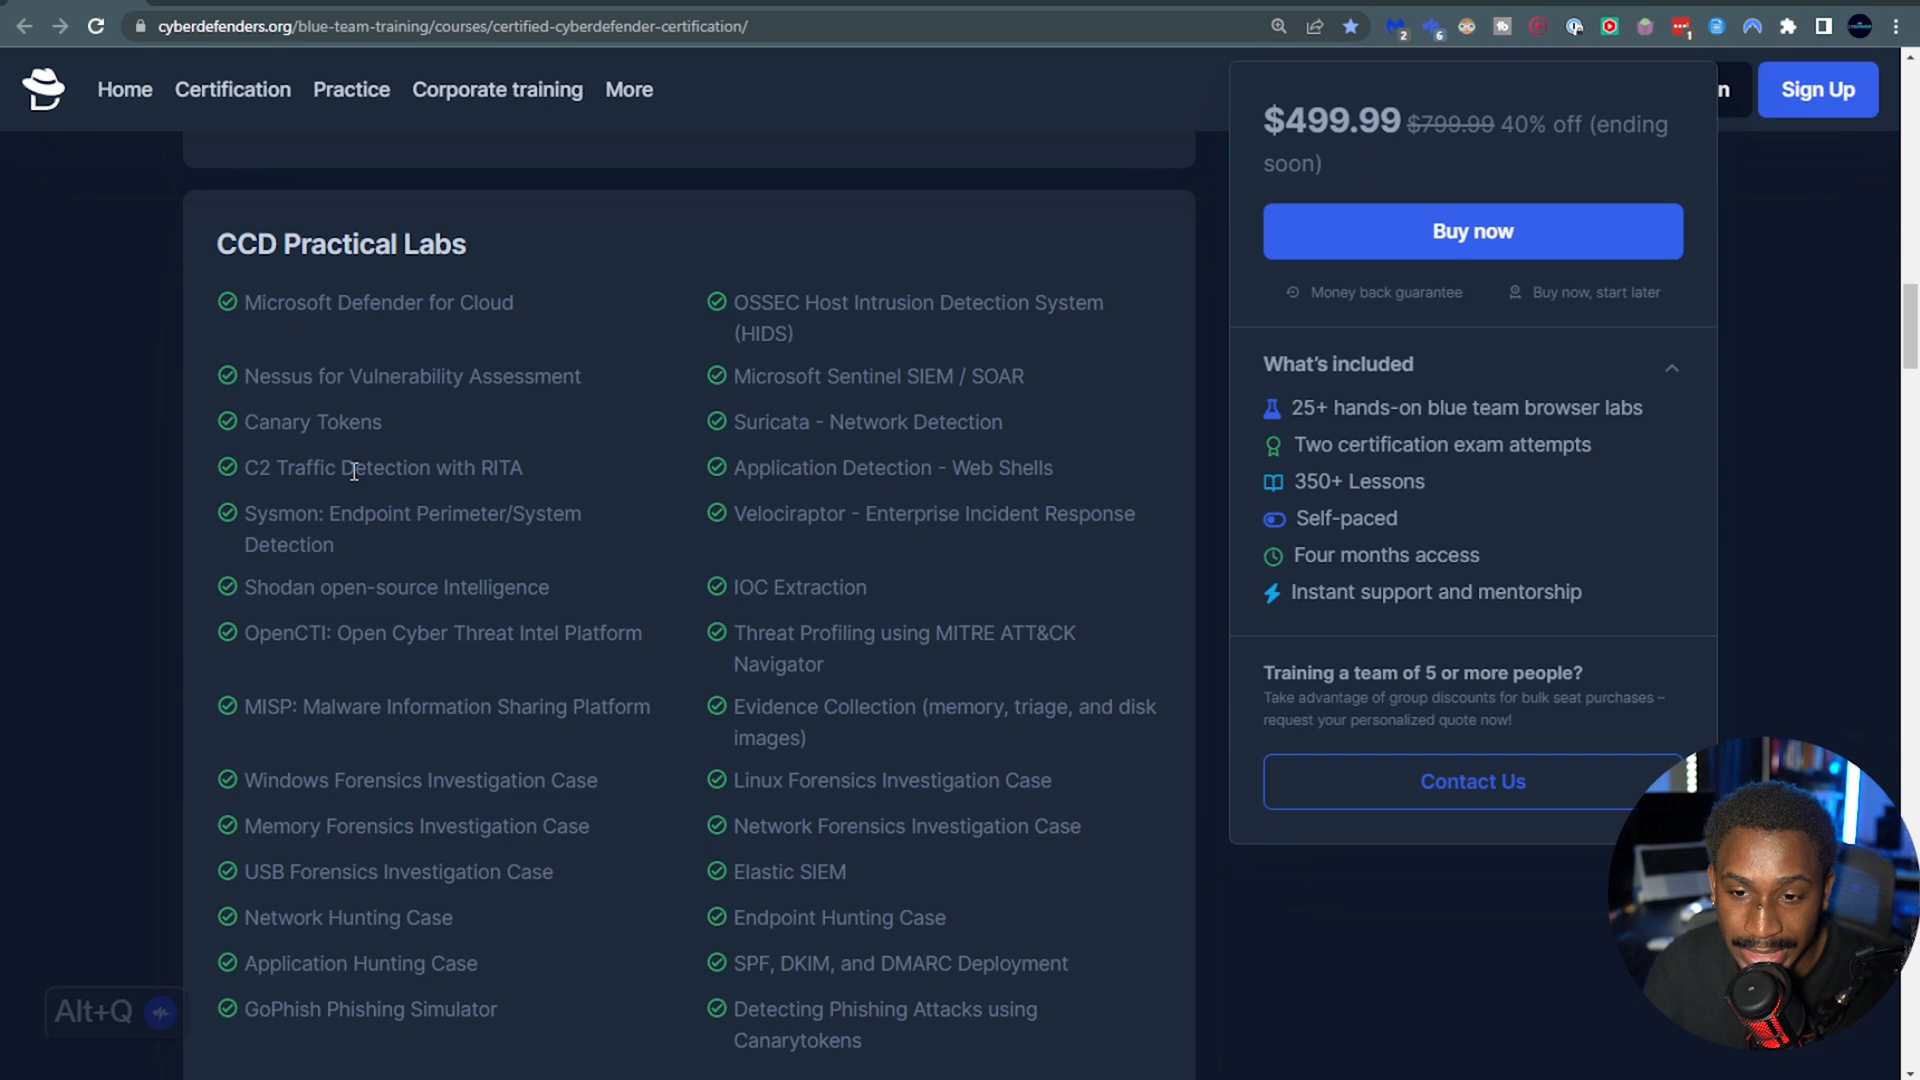 cyberdefenders.org/blue-team-training/courses/certified-cyberdefender-certification/
2
6
1
Home
Certification
Practice
Corporate training
More
n
Sign Up
$499.99 $799.99 40% off (ending
soon)
Buy now
Money back guarantee
Buy now, start later
What's included
25+ hands-on blue team browser labs
Two certification exam attempts
350+ Lessons
Self-paced
Four months access
Instant support and mentorship
Training a team of 5 or more people?
Take advantage of group discounts for bulk seat purchases –
request your personalized quote now!
Contact Us
CCD Practical Labs
Microsoft Defender for Cloud
OSSEC Host Intrusion Detection System
(HIDS)
Nessus for Vulnerability Assessment
Microsoft Sentinel SIEM / SOAR
Canary Tokens
Suricata - Network Detection
C2 Traffic Detection with RITA
Application Detection - Web Shells
Sysmon: Endpoint Perimeter/System
Detection
Velociraptor - Enterprise Incident Response
Shodan open-source Intelligence
IOC Extraction
OpenCTI: Open Cyber Threat Intel Platform
Threat Profiling using MITRE ATT&CK
Navigator
MISP: Malware Information Sharing Platform
Evidence Collection (memory, triage, and disk
images)
Windows Forensics Investigation Case
Linux Forensics Investigation Case
Memory Forensics Investigation Case
Network Forensics Investigation Case
USB Forensics Investigation Case
Elastic SIEM
Network Hunting Case
Endpoint Hunting Case
Application Hunting Case
SPF, DKIM, and DMARC Deployment
GoPhish Phishing Simulator
Detecting Phishing Attacks using
Canarytokens
Alt+Q